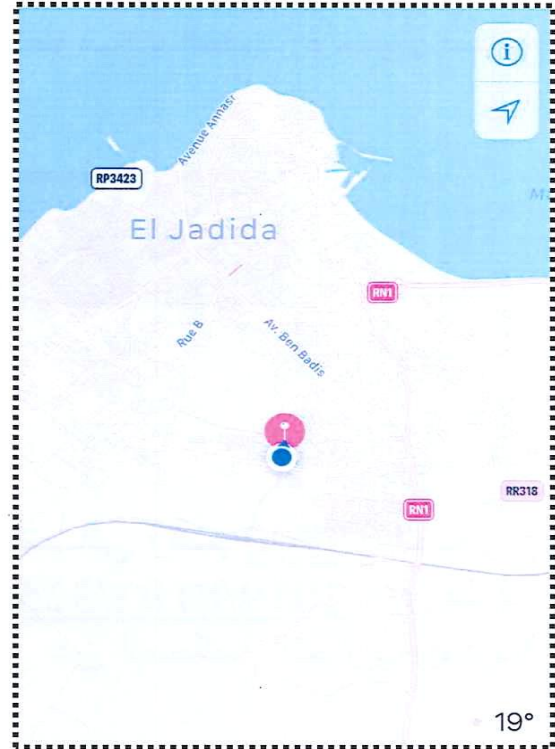 Avenue Annasr
RP3423
M
El Jadida
RN1
Rue B
Av. Ben Badis
RR318
RN1
19°